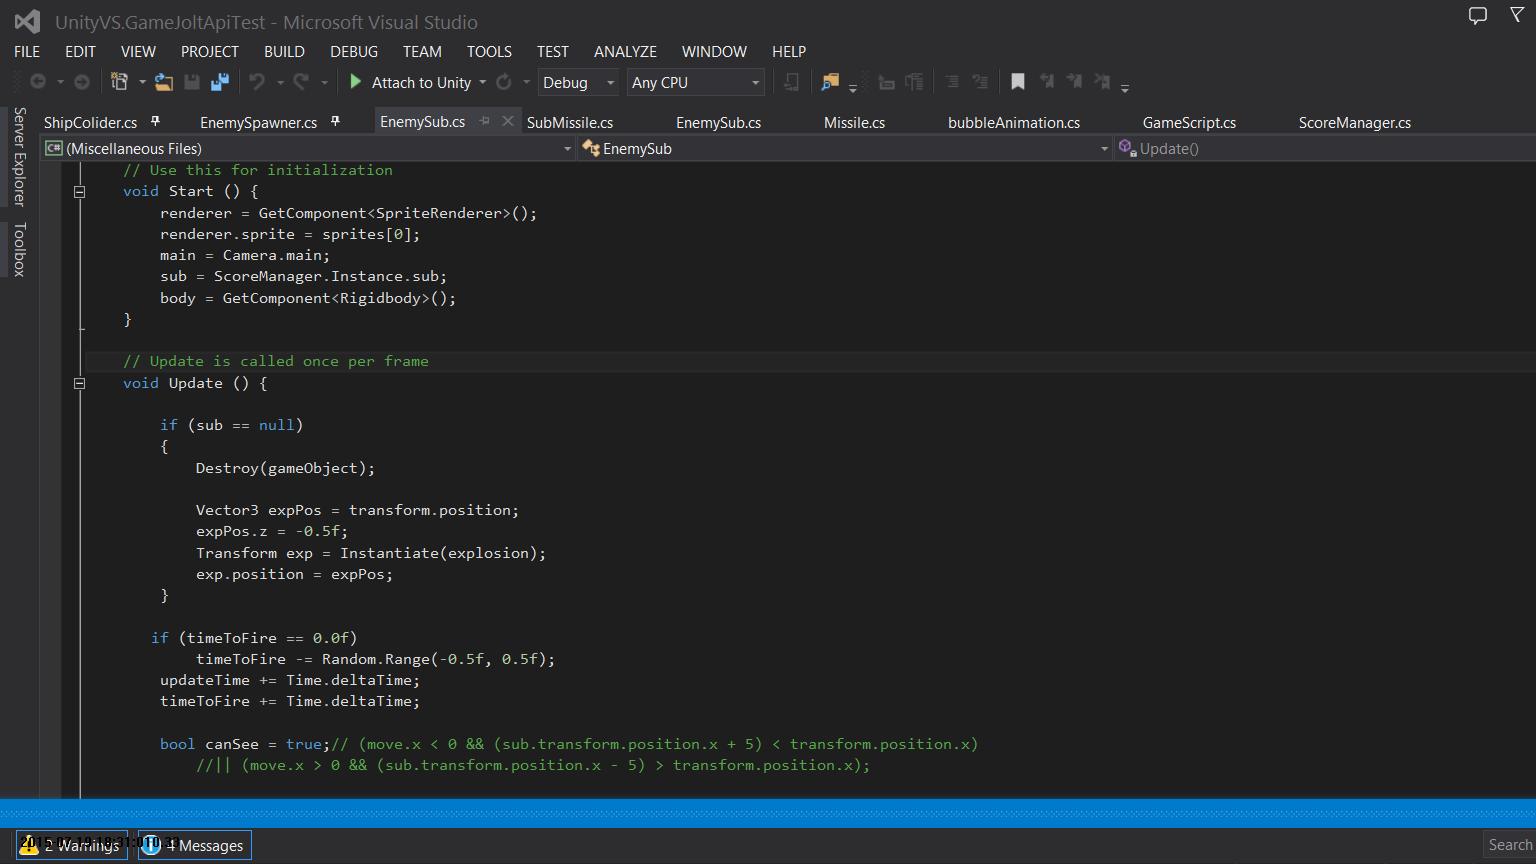 UnityVS.GameJoltApiTest - Microsoft Visual Studio
FILE EDIT VIEW PROJECT BUILD DEBUG TEAM TOOLS TEST ANALYZE WINDOW HELP
Attach to Unity Debug Any CPU
Server Explorer
Toolbox
ShipColider.cs EnemySpawner.cs EnemySub.cs SubMissile.cs EnemySub.cs Missile.cs bubbleAnimation.cs GameScript.cs ScoreManager.cs
C# (Miscellaneous Files) EnemySub Update()
// Use this for initialization
void Start () {
renderer = GetComponent<SpriteRenderer>();
renderer.sprite = sprites[0];
main = Camera.main;
sub = ScoreManager.Instance.sub;
body = GetComponent<Rigidbody>();
}
// Update is called once per frame
void Update () {
if (sub == null)
{
Destroy(gameObject);
Vector3 expPos = transform.position;
expPos.z = -0.5f;
Transform exp = Instantiate(explosion);
exp.position = expPos;
}
if (timeToFire == 0.0f)
timeToFire -= Random.Range(-0.5f, 0.5f);
updateTime += Time.deltaTime;
timeToFire += Time.deltaTime;
bool canSee = true;// (move.x < 0 && (sub.transform.position.x + 5) < transform.position.x)
//|| (move.x > 0 && (sub.transform.position.x - 5) > transform.position.x);
2 Warnings 4 Messages Search